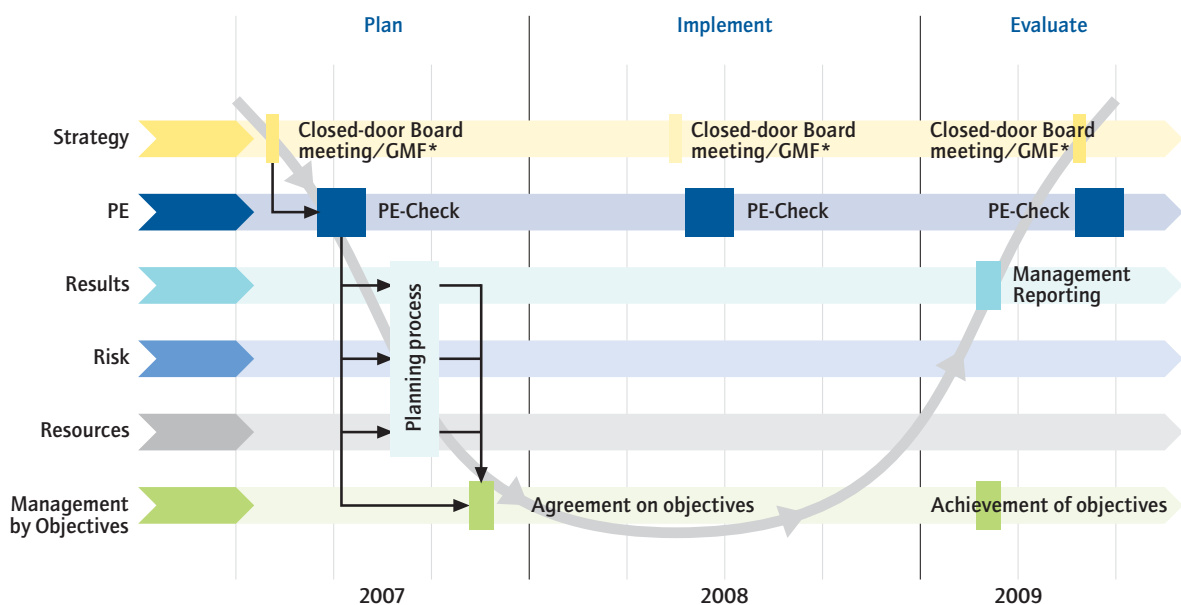 Plan
Implement
Evaluate
Strategy
Closed-door Board
meeting/GMF*
Closed-door Board
meeting/GMF*
Closed-door Board
meeting/GMF*
PE
PE-Check
PE-Check
PE-Check
Results
Management
Reporting
Planning process
Risk
Resources
Management
by Objectives
Agreement on objectives
Achievement of objectives
2007
2008
2009